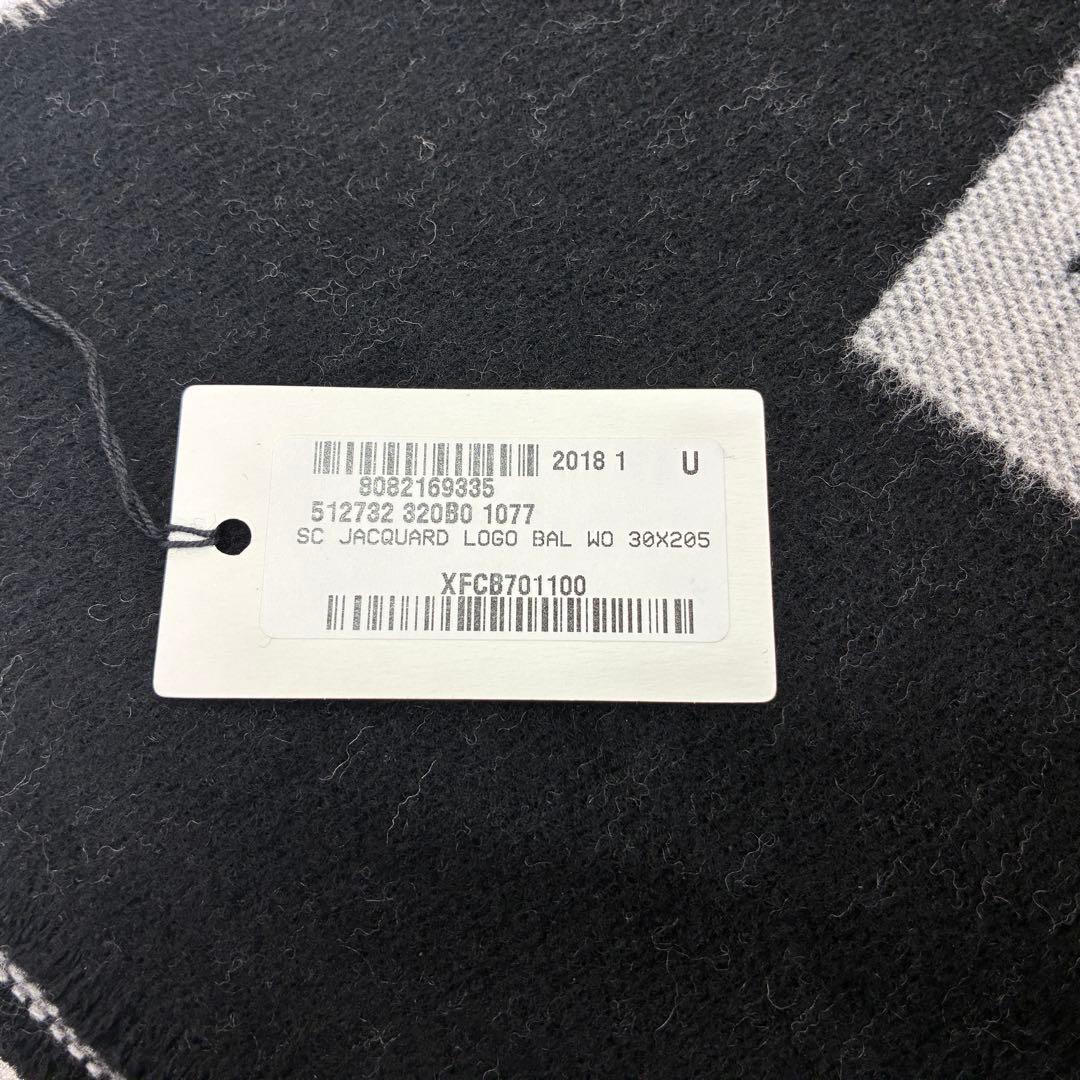 2018 1 U
8082169335
512732 320B0 1077
SC JACQUARD LOGO BAL WO 30X205
XFCB701100